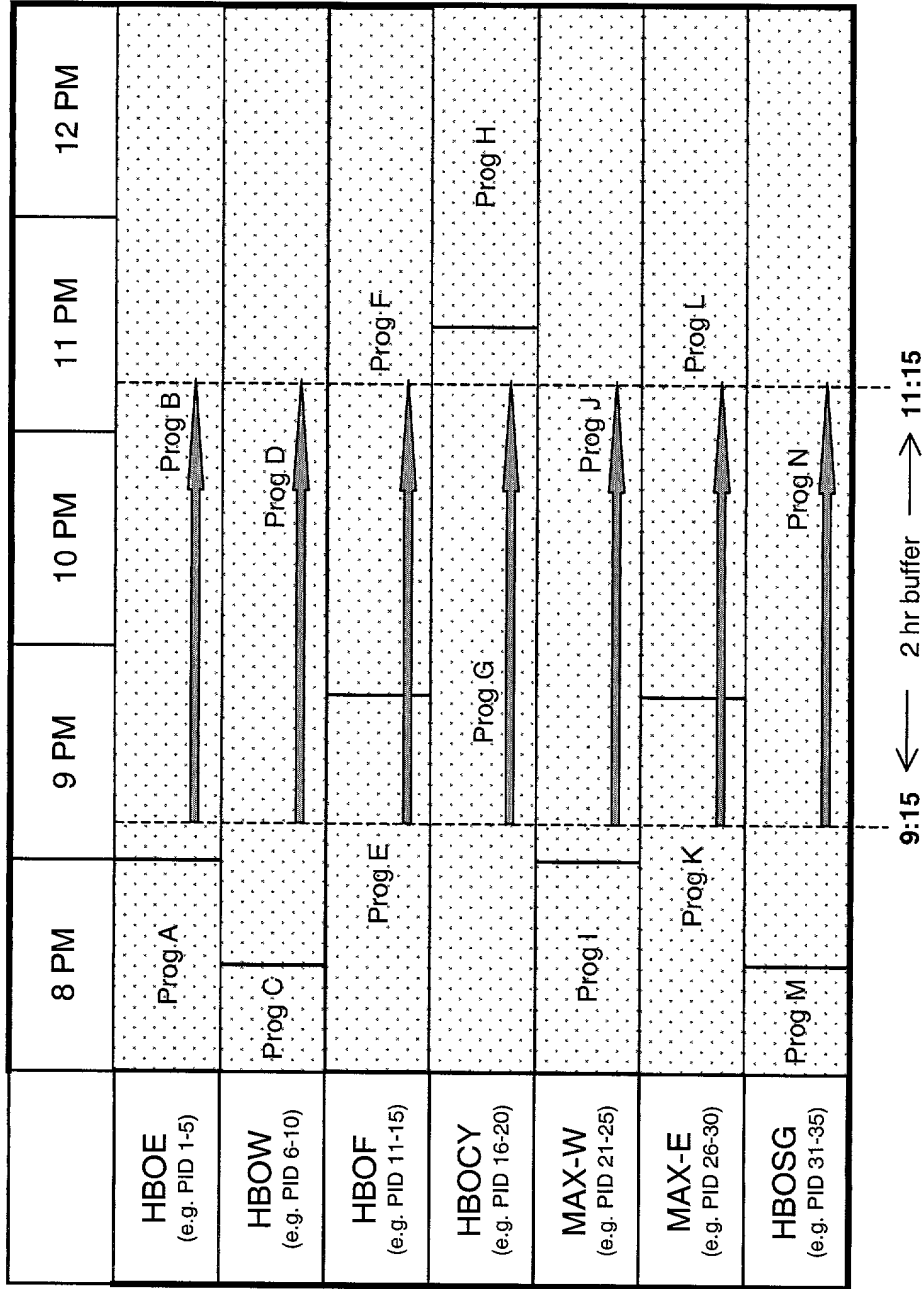 8 PM 9 PM 10 PM 11 PM 12 PM
HBOE Prog A Prog B
(e.g. PID 1-5)
HBOW Prog C Prog D
(e.g. PID 6-10)
HBOF Prog E Prog F
(e.g. PID 11-15)
HBOCY Prog G Prog H
(e.g. PID 16-20)
MAX-W Prog I Prog J
(e.g. PID 21-25)
MAX-E Prog K Prog L
(e.g. PID 26-30)
HBOSG Prog M Prog N
(e.g. PID 31-35)
9:15 <— 2 hr buffer —> 11:15